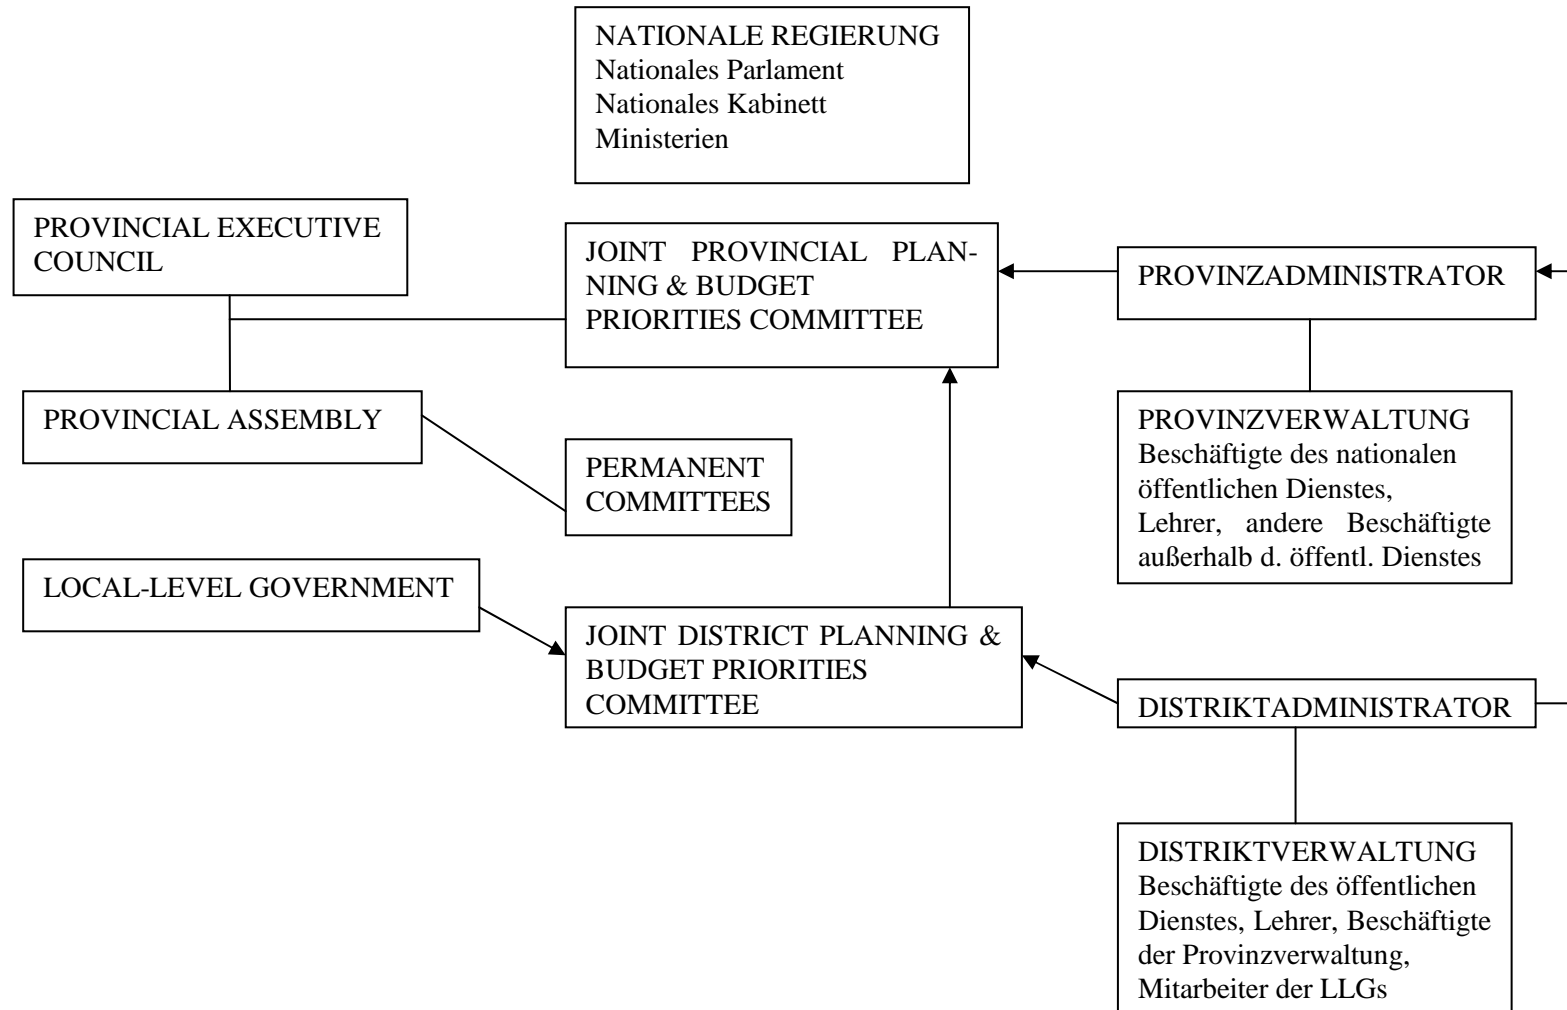 NATIONALE REGIERUNG
Nationales Parlament
Nationales Kabinett
Ministerien
PROVINCIAL EXECUTIVE
COUNCIL
JOINT PROVINCIAL PLAN-
NING & BUDGET
PRIORITIES COMMITTEE
PROVINZADMINISTRATOR
PROVINCIAL ASSEMBLY
PERMANENT
COMMITTEES
PROVINZVERWALTUNG
Beschäftigte des nationalen
öffentlichen Dienstes,
Lehrer, andere Beschäftigte
außerhalb d. öffentl. Dienstes
LOCAL-LEVEL GOVERNMENT
JOINT DISTRICT PLANNING &
BUDGET PRIORITIES
COMMITTEE
DISTRIKTADMINISTRATOR
DISTRIKTVERWALTUNG
Beschäftigte des öffentlichen
Dienstes, Lehrer, Beschäftigte
der Provinzverwaltung,
Mitarbeiter der LLGs